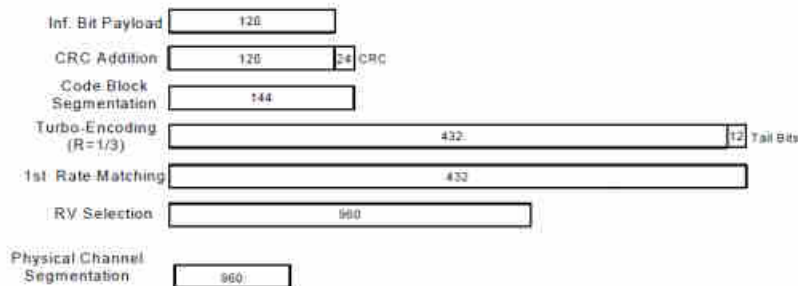 Inf. Bit Payload 120
CRC Addition 120 24 CRC
Code Block
Segmentation 144
Turbo-Encoding
(R=1/3) 432 12 Tail Bits
1st Rate Matching 432
RV Selection 960
Physical Channel
Segmentation 960